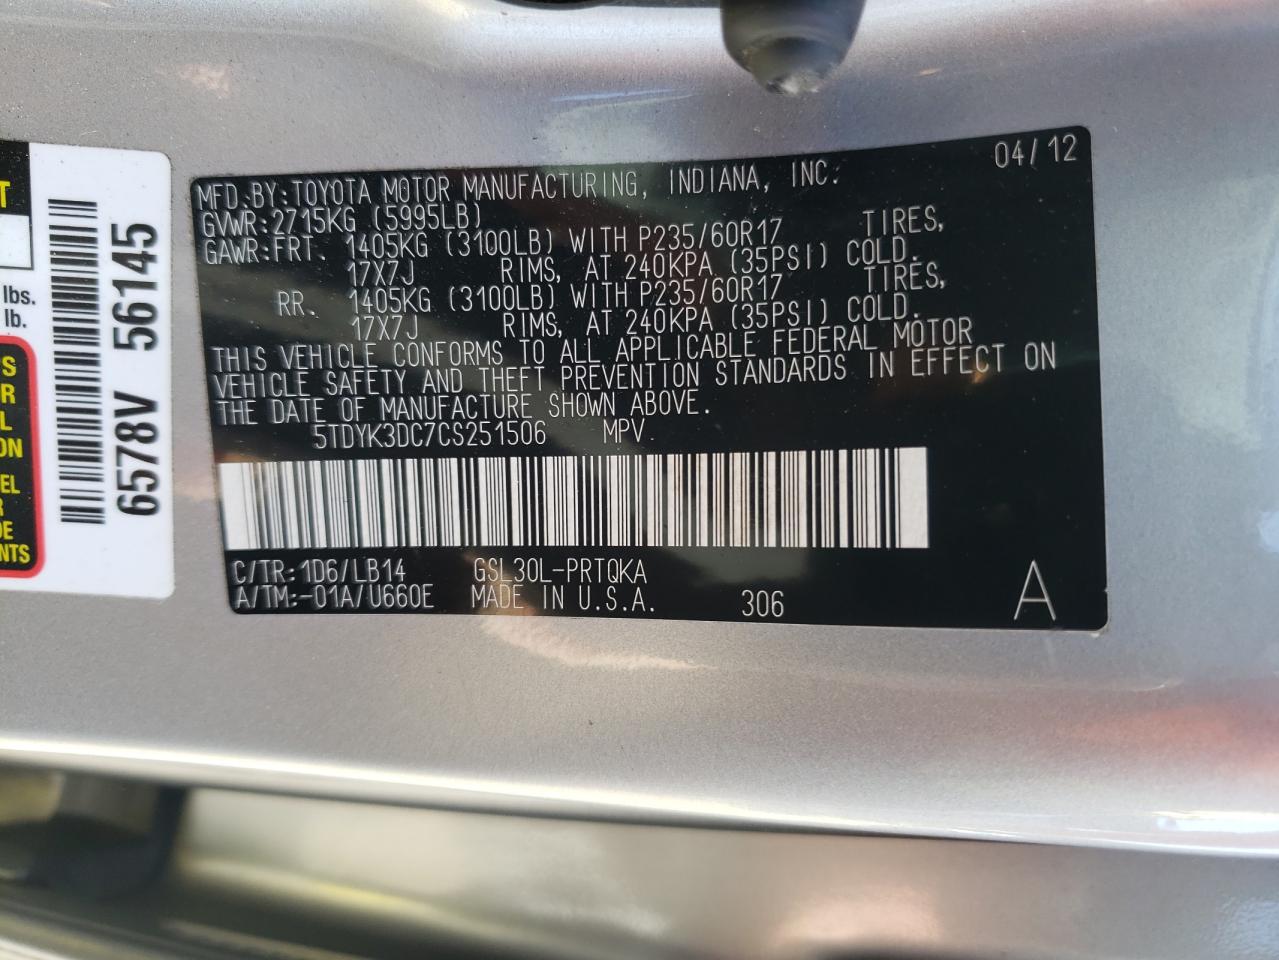 T
lbs.
lb.
S
R
L
ON
EL
R
DE
NTS
6578V 56145
04/12
MFD.BY:TOYOTA MOTOR MANUFACTURING, INDIANA, INC.
GVWR:2715KG (5995LB)
GAWR:FRT. 1405KG (3100LB) WITH P235/60R17 TIRES,
17X7J RIMS, AT 240KPA (35PSI) COLD.
RR. 1405KG (3100LB) WITH P235/60R17 TIRES,
17X7J RIMS, AT 240KPA (35PSI) COLD.
THIS VEHICLE CONFORMS TO ALL APPLICABLE FEDERAL MOTOR
VEHICLE SAFETY AND THEFT PREVENTION STANDARDS IN EFFECT ON
THE DATE OF MANUFACTURE SHOWN ABOVE.
5TDYK3DC7CS251506 MPV
C/TR:1D6/LB14 GSL30L-PRTQKA
A/TM:-01A/U660E MADE IN U.S.A. 306 A